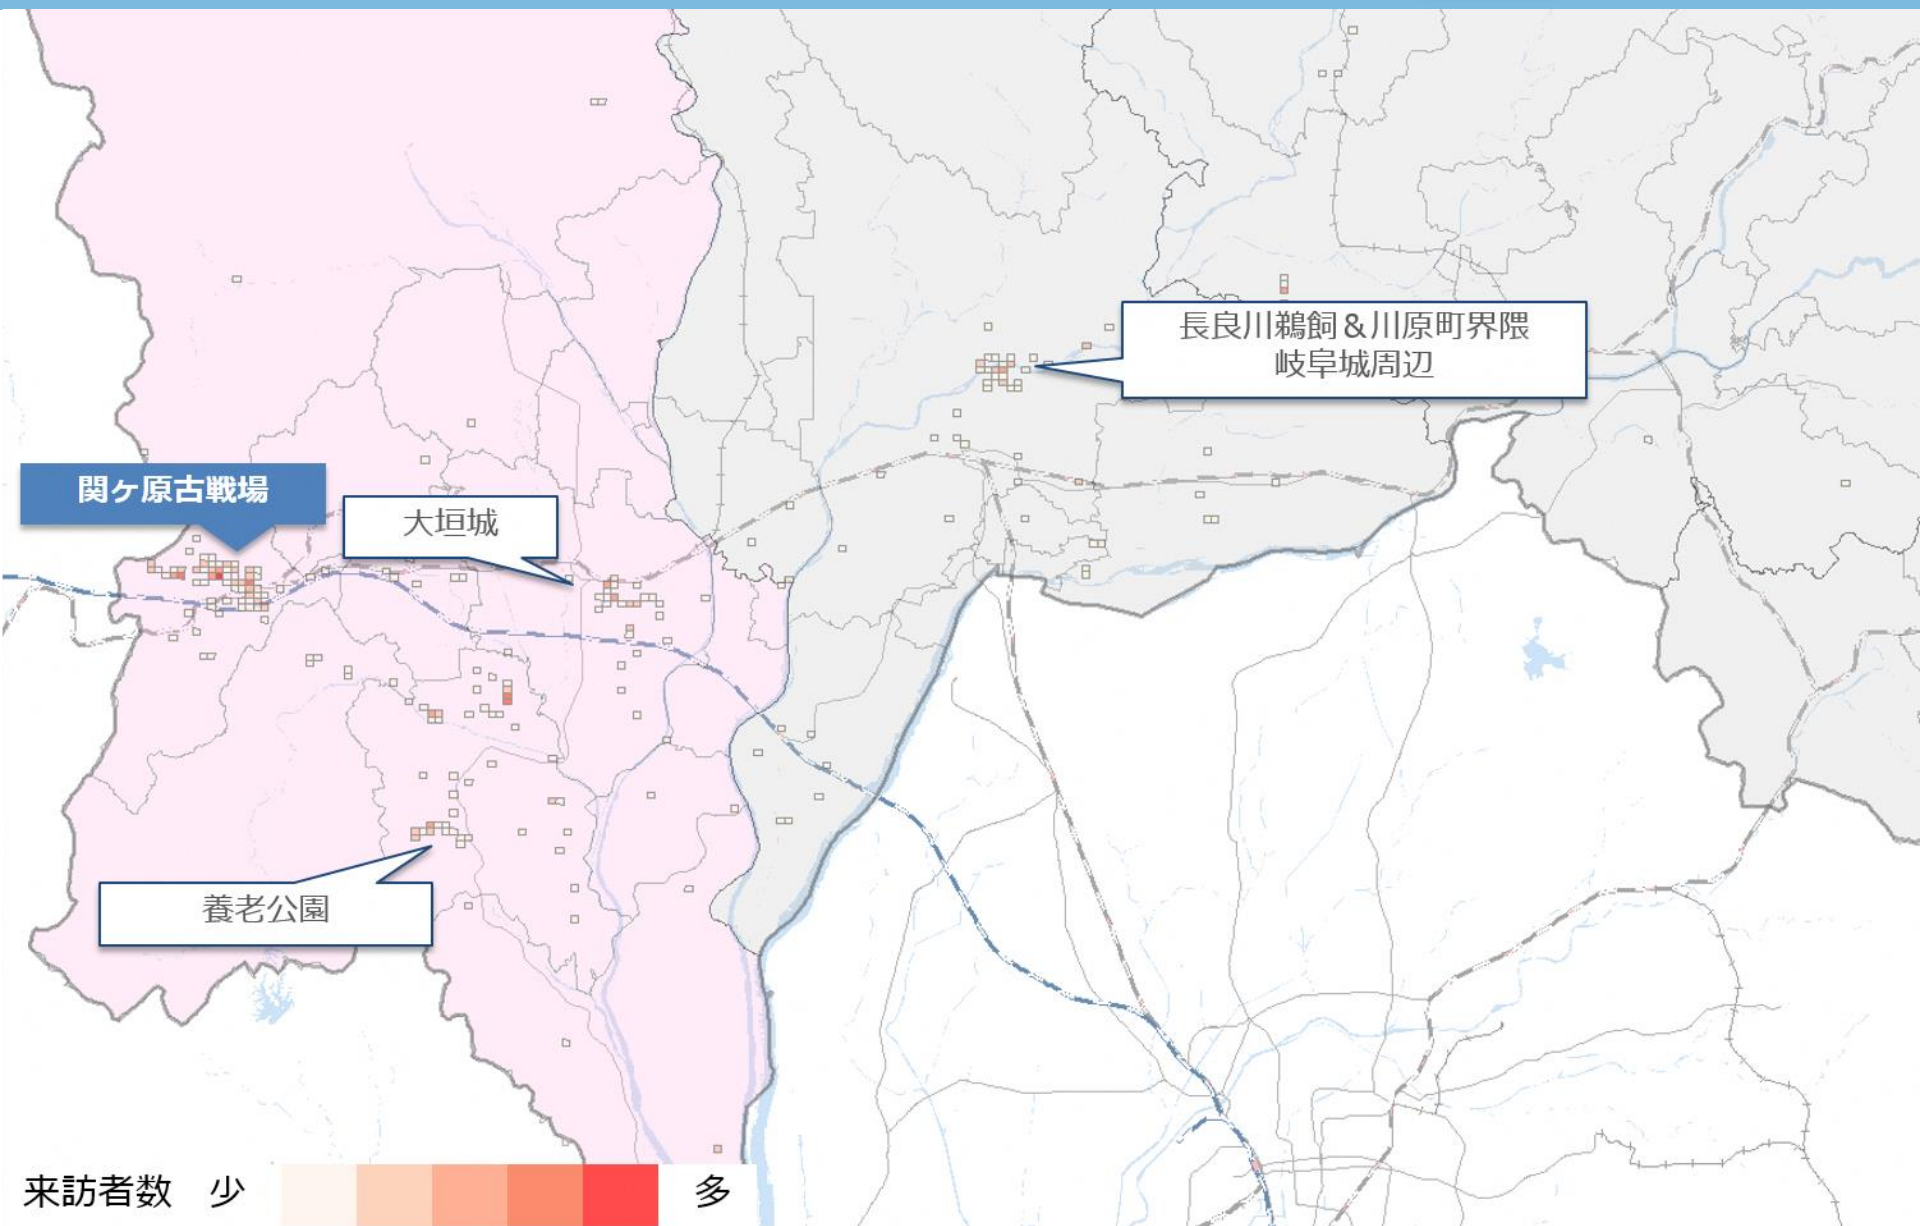 長良川鵜飼＆川原町界隈
岐阜城周辺
関ヶ原古戦場
大垣城
養老公園
来訪者数 少 多